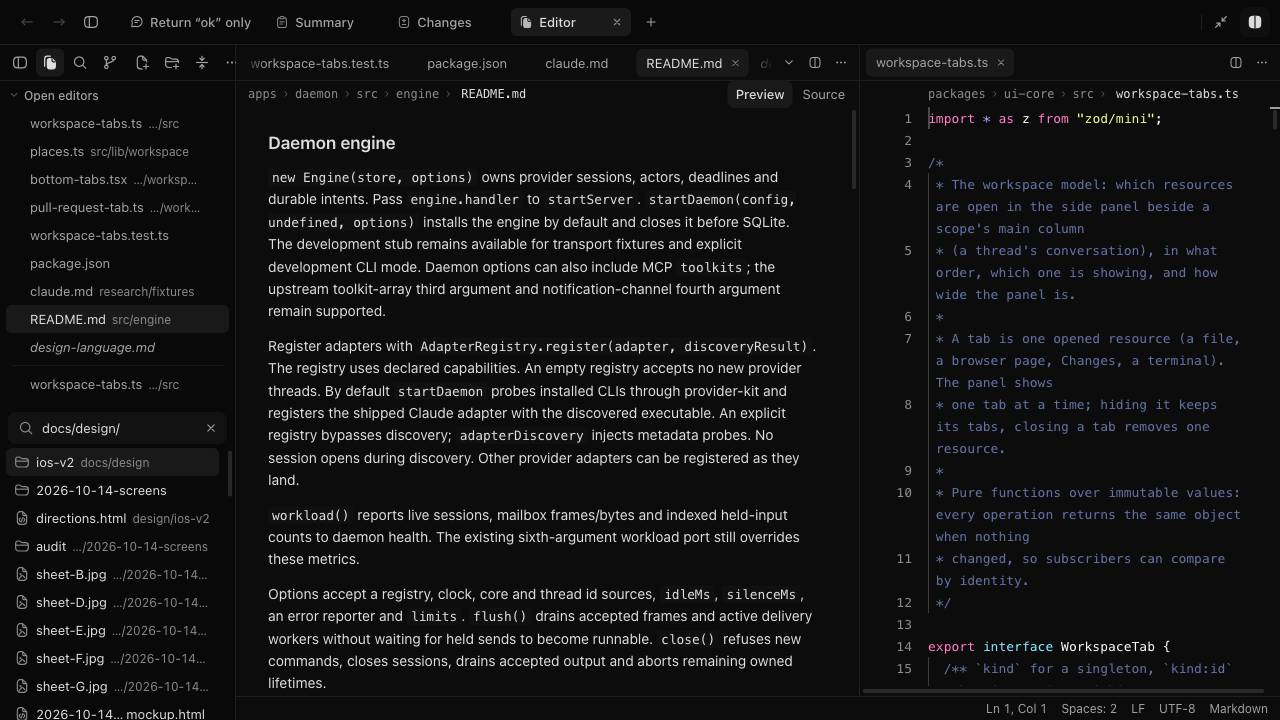 Return “ok” only
Summary
Changes
Editor
workspace-tabs.test.ts
package.json
claude.md
README.md
workspace-tabs.ts
Open editors
workspace-tabs.ts …/src
places.ts src/lib/workspace
bottom-tabs.tsx …/worksp…
pull-request-tab.ts …/work…
workspace-tabs.test.ts
package.json
claude.md research/fixtures
README.md src/engine
design-language.md
workspace-tabs.ts …/src
docs/design/
ios-v2 docs/design
2026-10-14-screens
directions.html design/ios-v2
audit …/2026-10-14-screens
sheet-B.jpg …/2026-10-14…
sheet-D.jpg …/2026-10-14…
sheet-E.jpg …/2026-10-14…
sheet-F.jpg …/2026-10-14…
sheet-G.jpg …/2026-10-14…
2026-10-14… mockup.html
apps › daemon › src › engine › README.md
Preview
Source
Daemon engine
new Engine(store, options) owns provider sessions, actors, deadlines and
durable intents. Pass engine.handler to startServer. startDaemon(config,
undefined, options) installs the engine by default and closes it before SQLite.
The development stub remains available for transport fixtures and explicit
development CLI mode. Daemon options can also include MCP toolkits; the
upstream toolkit-array third argument and notification-channel fourth argument
remain supported.
Register adapters with AdapterRegistry.register(adapter, discoveryResult).
The registry uses declared capabilities. An empty registry accepts no new provider
threads. By default startDaemon probes installed CLIs through provider-kit and
registers the shipped Claude adapter with the discovered executable. An explicit
registry bypasses discovery; adapterDiscovery injects metadata probes. No
session opens during discovery. Other provider adapters can be registered as they
land.
workload() reports live sessions, mailbox frames/bytes and indexed held-input
counts to daemon health. The existing sixth-argument workload port still overrides
these metrics.
Options accept a registry, clock, core and thread id sources, idleMs, silenceMs,
an error reporter and limits. flush() drains accepted frames and active delivery
workers without waiting for held sends to become runnable. close() refuses new
commands, closes sessions, drains accepted output and aborts remaining owned
lifetimes.
packages › ui-core › src › workspace-tabs.ts
1 import * as z from "zod/mini";
2
3 /*
4 * The workspace model: which resources
are open in the side panel beside a
scope's main column
5 * (a thread's conversation), in what
order, which one is showing, and how
wide the panel is.
6 *
7 * A tab is one opened resource (a file,
a browser page, Changes, a terminal).
The panel shows
8 * one tab at a time; hiding it keeps
its tabs, closing a tab removes one
resource.
9 *
10 * Pure functions over immutable values:
every operation returns the same object
when nothing
11 * changed, so subscribers can compare
by identity.
12 */
13
14 export interface WorkspaceTab {
15 /** `kind` for a singleton, `kind:id`
Ln 1, Col 1
Spaces: 2
LF
UTF-8
Markdown